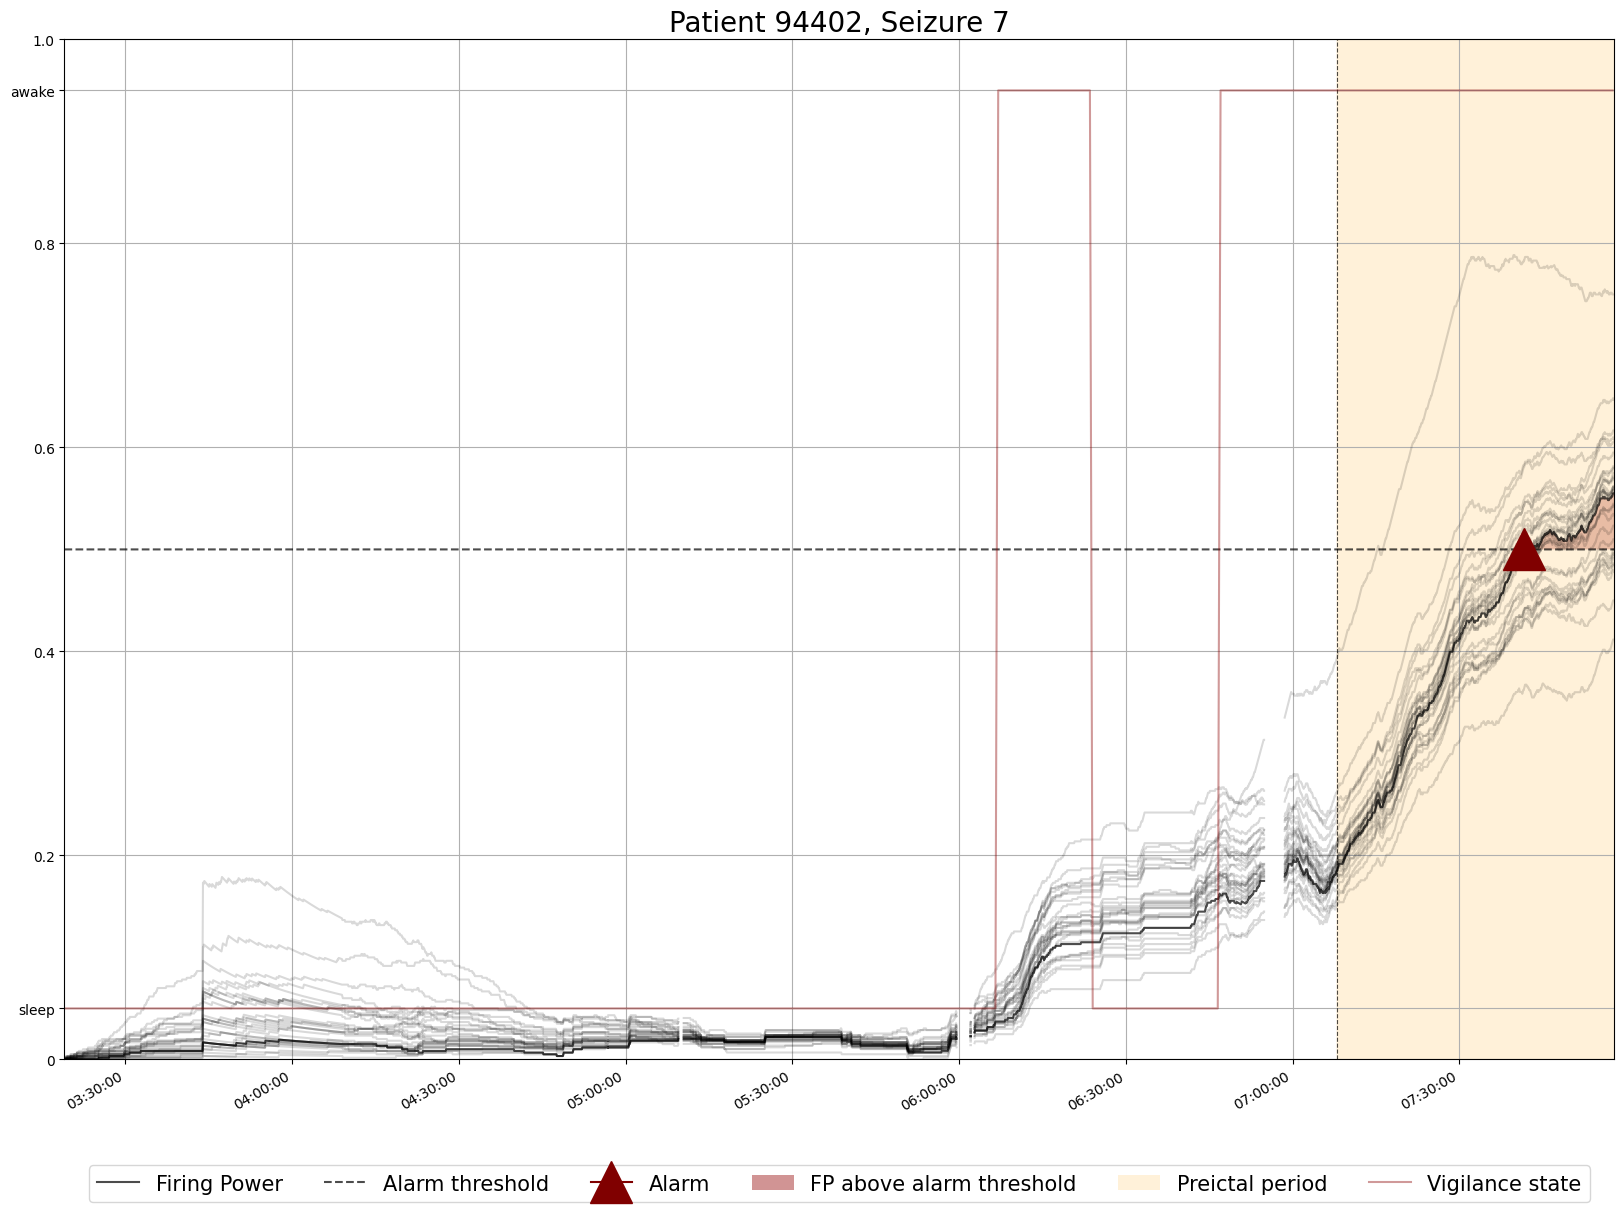 Patient 94402, Seizure 7
1.0
awake
0.8
0.6
0.4
0.2
sleep
0
03:30:00 04:00:00 04:30:00 05:00:00 05:30:00 06:00:00 06:30:00 07:00:00 07:30:00
Firing Power Alarm threshold Alarm FP above alarm threshold Preictal period Vigilance state